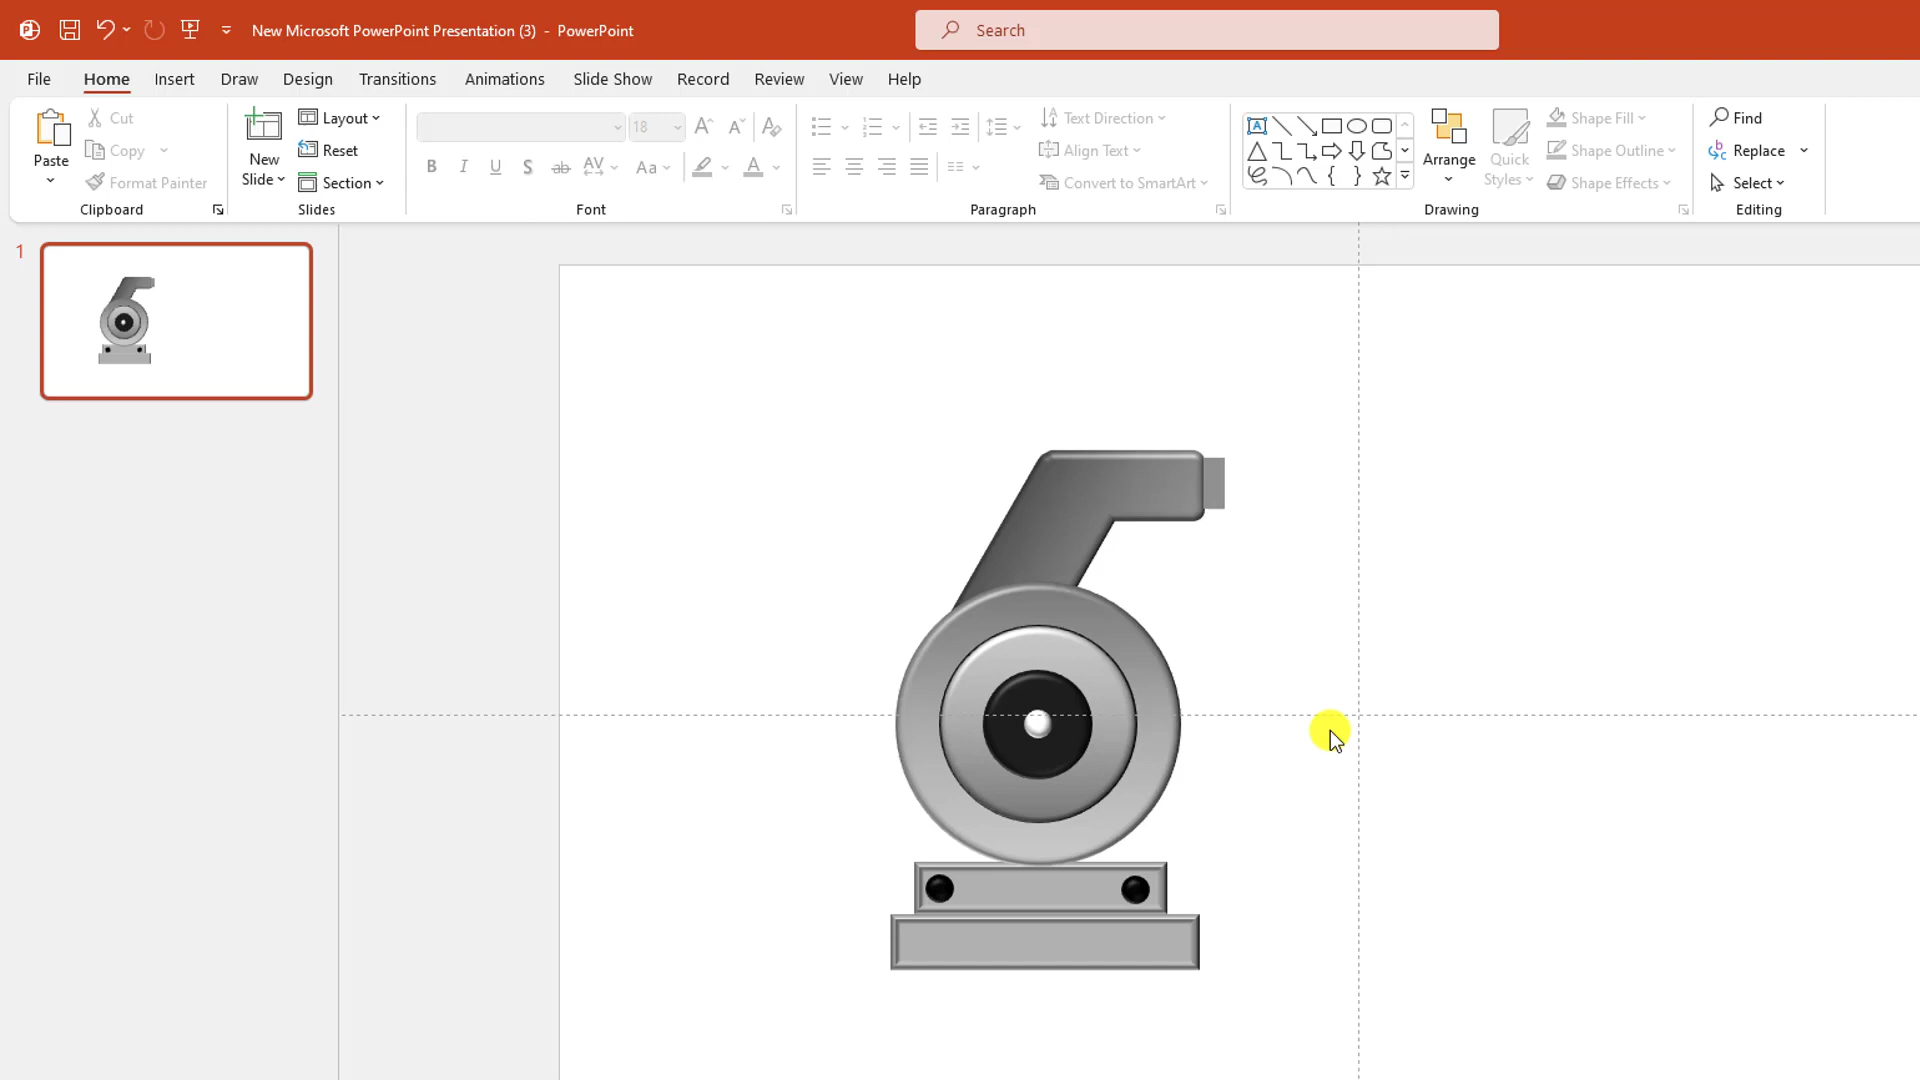 New Microsoft PowerPoint Presentation (3) - PowerPoint
Search
File Home Insert Draw Design Transitions Animations Slide Show Record Review View Help
Paste
Cut
Copy
Format Painter
Clipboard
New Slide
Layout
Reset
Section
Slides
18
B I U S ab AV Aa A
Font
Text Direction
Align Text
Convert to SmartArt
Paragraph
Arrange
Quick Styles
Shape Fill
Shape Outline
Shape Effects
Drawing
Find
Replace
Select
Editing
1